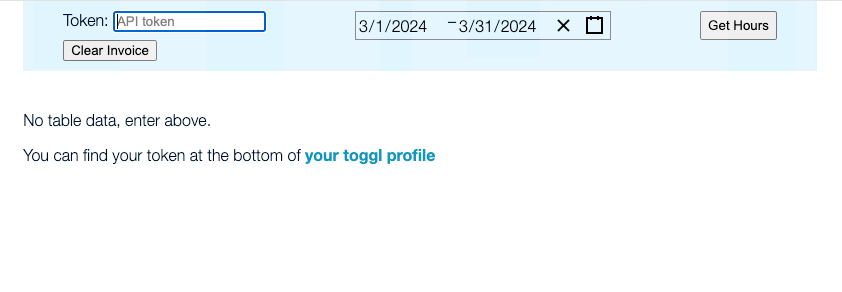 Token: API token 3/1/2024 – 3/31/2024 Get Hours
Clear Invoice
No table data, enter above.
You can find your token at the bottom of your toggl profile